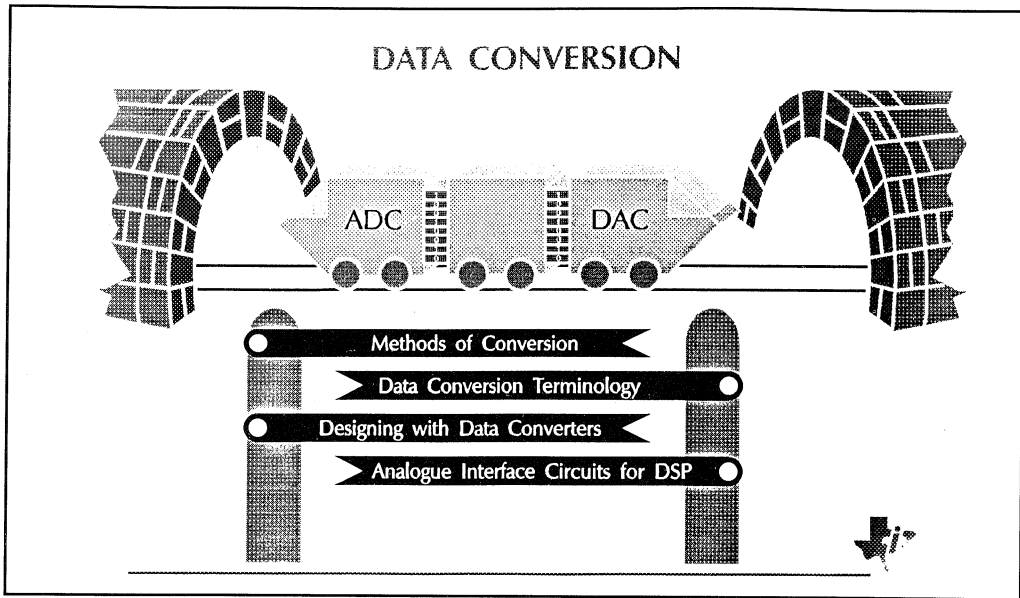 DATA CONVERSION
ADC
DAC
Methods of Conversion
Data Conversion Terminology
Designing with Data Converters
Analogue Interface Circuits for DSP